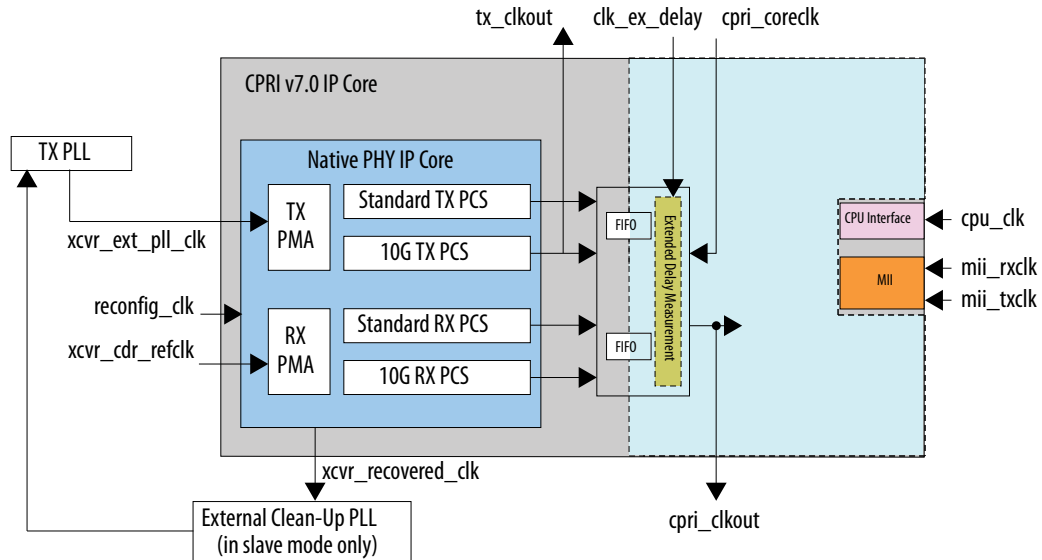 tx_clkout
clk_ex_delay
cpri_coreclk
CPRI v7.0 IP Core
TX PLL
Native PHY IP Core
TX
PMA
Standard TX PCS
10G TX PCS
xcvr_ext_pll_clk
FIFO
Extended Delay Measurement
CPU Interface
cpu_clk
MII
mii_rxclk
mii_txclk
reconfig_clk
xcvr_cdr_refclk
RX
PMA
Standard RX PCS
10G RX PCS
FIFO
xcvr_recovered_clk
External Clean-Up PLL
(in slave mode only)
cpri_clkout